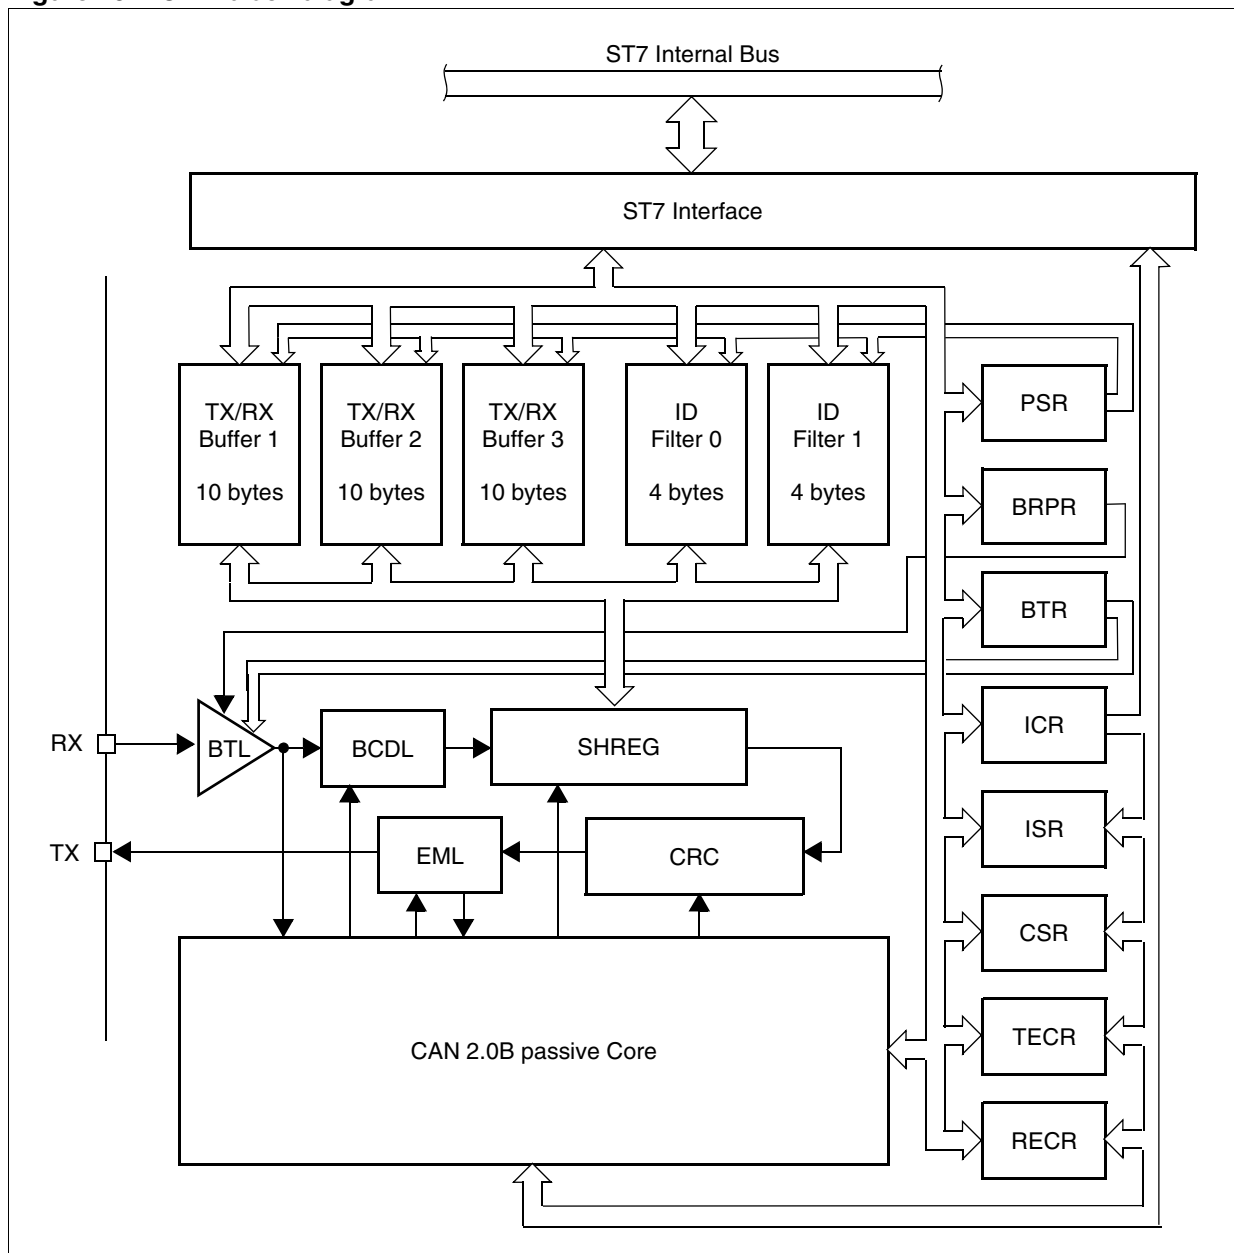 ST7 Internal Bus
ST7 Interface
TX/RX
Buffer 1
10 bytes
TX/RX
Buffer 2
10 bytes
TX/RX
Buffer 3
10 bytes
ID
Filter 0
4 bytes
ID
Filter 1
4 bytes
PSR
BRPR
BTR
ICR
ISR
CSR
TECR
RECR
RX
BTL
BCDL
SHREG
TX
EML
CRC
CAN 2.0B passive Core